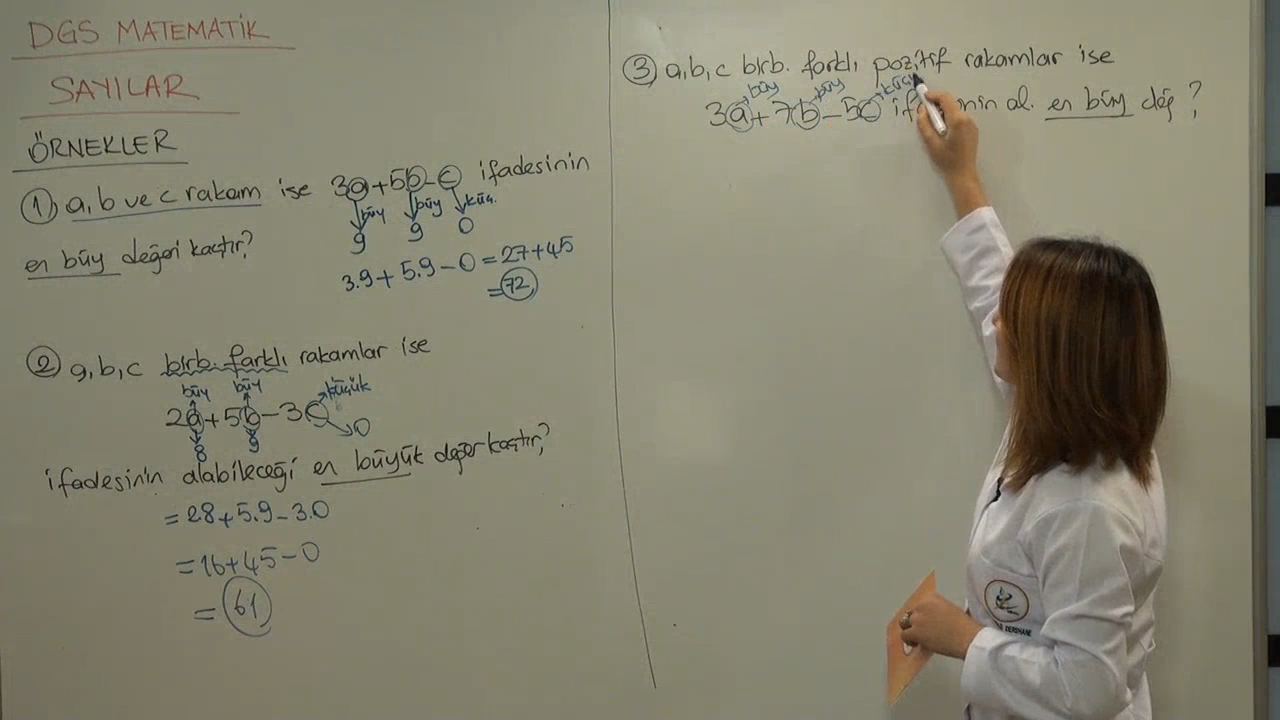 DGS MATEMATİK
SAYILAR
ÖRNEKLER
1) a, b ve c rakam ise 3a+5b-c ifadesinin
büy büy küç.
9 9 0
en büy değeri kaçtır?
3.9+5.9-0=27+45
=72
2) a, b, c birb. farklı rakamlar ise
büy büy küçük
2a+5b-3c
8 9 0
ifadesinin alabileceği en büyük değer kaçtır?
=28+5.9-3.0
=16+45-0
=61
3) a,b,c birb. farklı pozitif rakamlar ise
büy büy
3a+7b-5c al. en büy değ ?
DERSHANE